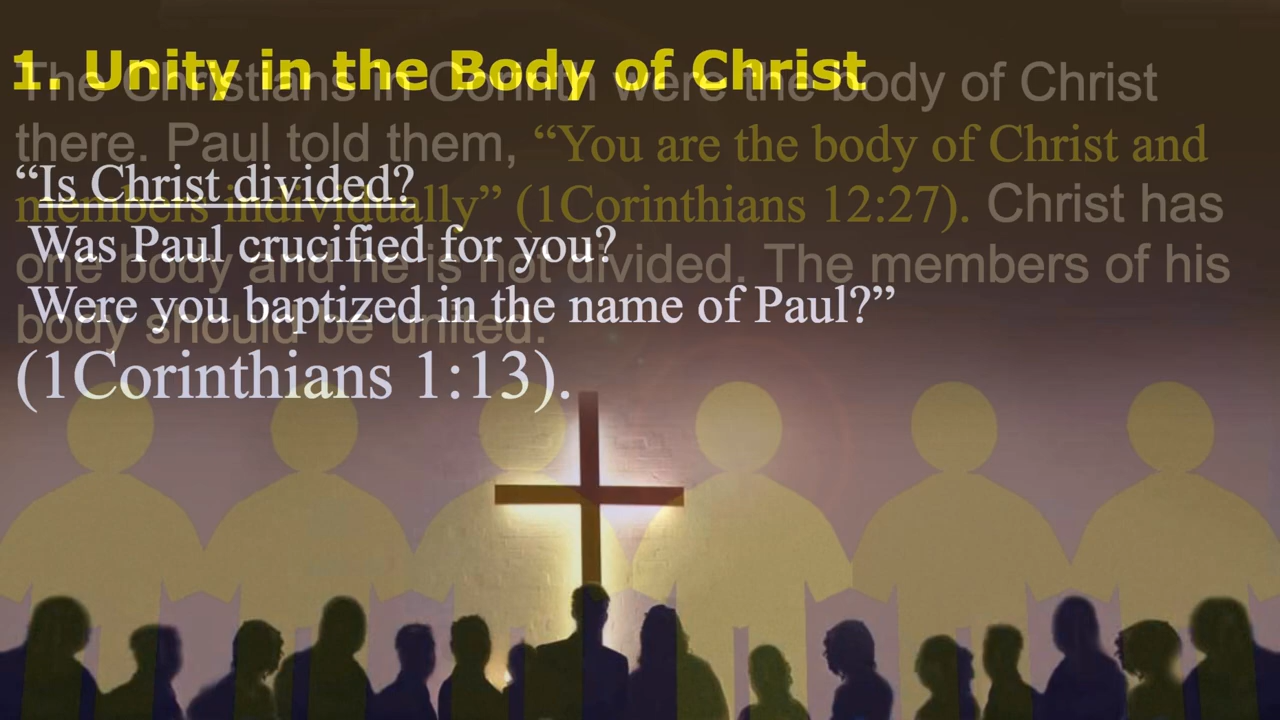 1. Unity in the Body of Christ
The Christians in Corinth were the body of Christ
there. Paul told them, “You are the body of Christ and
“Is Christ divided?
members individually” (1Corinthians 12:27). Christ has
Was Paul crucified for you?
one body and he is not divided. The members of his
Were you baptized in the name of Paul?”
body should be united.
(1Corinthians 1:13).